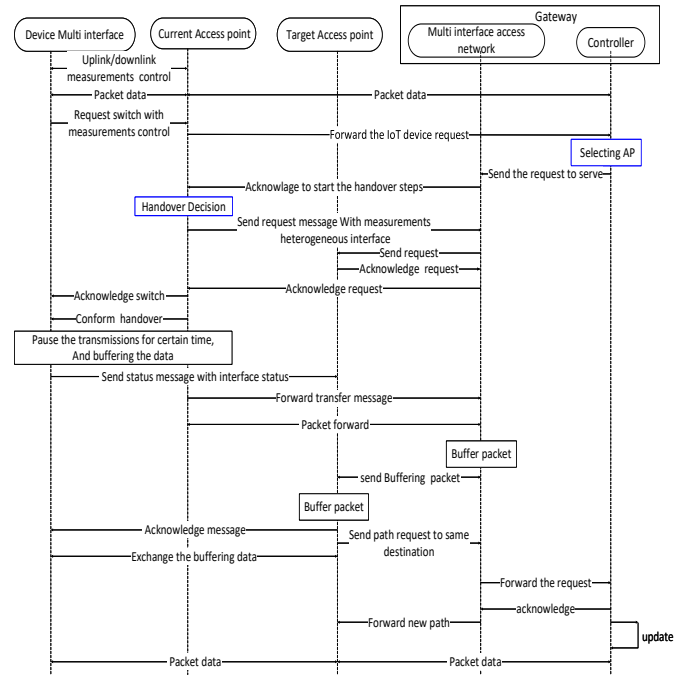 Gateway
Device Multi interface
Current Access point
Target Access point
Multi interface access
network
Controller
Uplink/downlink
measurements control
Packet data
Packet data
Request switch with
measurements control
Forward the IoT device request
Selecting AP
Send the request to serve
Acknowlage to start the handover steps
Handover Decision
Send request message With measurements
heterogeneous interface
Send request
Acknowledge request
Acknowledge request
Acknowledge switch
Conform handover
Pause the transmissions for certain time,
And buffering the data
Send status message with interface status
Forward transfer message
Packet forward
Buffer packet
send Buffering packet
Buffer packet
Acknowledge message
Send path request to same
destination
Exchange the buffering data
Forward the request
acknowledge
Forward new path
update
Packet data
Packet data